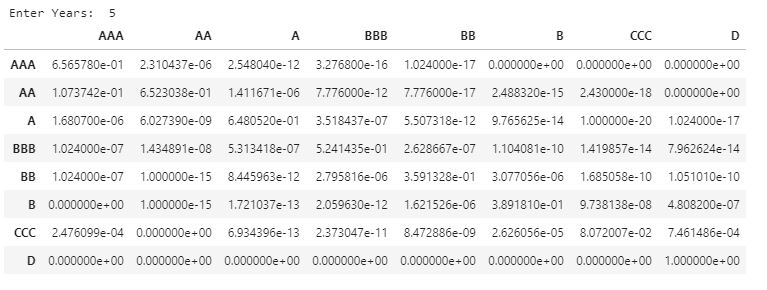 Enter Years: 5
AAA AA A BBB BB B CCC D
AAA 6.565780e-01 2.310437e-06 2.548040e-12 3.276800e-16 1.024000e-17 0.000000e+00 0.000000e+00 0.000000e+00
AA 1.073742e-01 6.523038e-01 1.411671e-06 7.776000e-12 7.776000e-17 2.488320e-15 2.430000e-18 0.000000e+00
A 1.680700e-06 6.027390e-09 6.480520e-01 3.518437e-07 5.507318e-12 9.765625e-14 1.000000e-20 1.024000e-17
BBB 1.024000e-07 1.434891e-08 5.313418e-07 5.241435e-01 2.628667e-07 1.104081e-10 1.419857e-14 7.962624e-14
BB 1.024000e-07 1.000000e-15 8.445963e-12 2.795816e-06 3.591328e-01 3.077056e-06 1.685058e-10 1.051010e-10
B 0.000000e+00 1.000000e-15 1.721037e-13 2.059630e-12 1.621526e-06 3.891810e-01 9.738138e-08 4.808200e-07
CCC 2.476099e-04 0.000000e+00 6.934396e-13 2.373047e-11 8.472886e-09 2.626056e-05 8.072007e-02 7.461486e-04
D 0.000000e+00 0.000000e+00 0.000000e+00 0.000000e+00 0.000000e+00 0.000000e+00 0.000000e+00 1.000000e+00